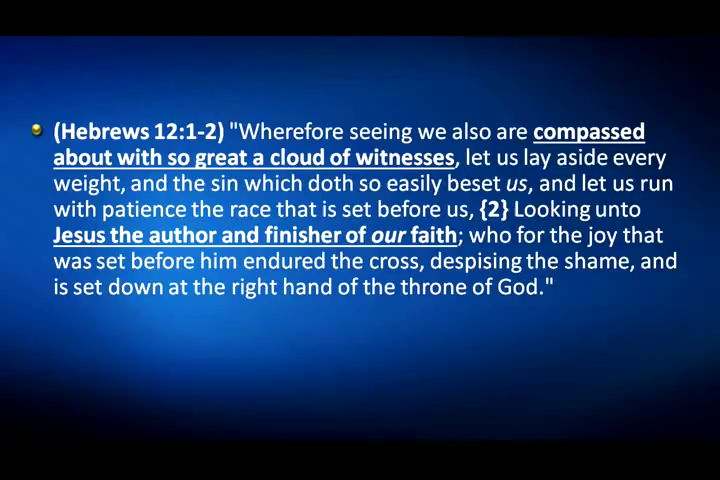 (Hebrews 12:1-2) "Wherefore seeing we also are compassed
about with so great a cloud of witnesses, let us lay aside every
weight, and the sin which doth so easily beset us, and let us run
with patience the race that is set before us, {2} Looking unto
Jesus the author and finisher of our faith; who for the joy that
was set before him endured the cross, despising the shame, and
is set down at the right hand of the throne of God."